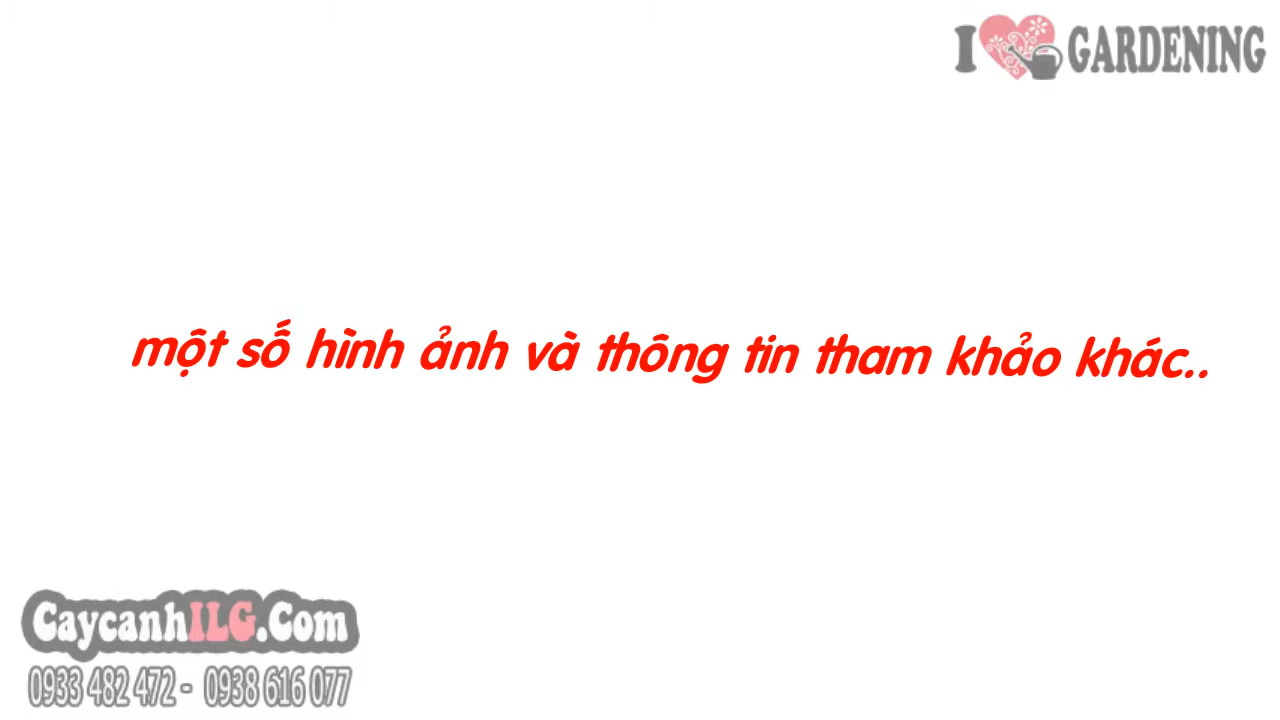 I GARDENING
một số hình ảnh và thông tin tham khảo khác..
CaycanhILG.Com
0933 482 472 - 0938 616 077